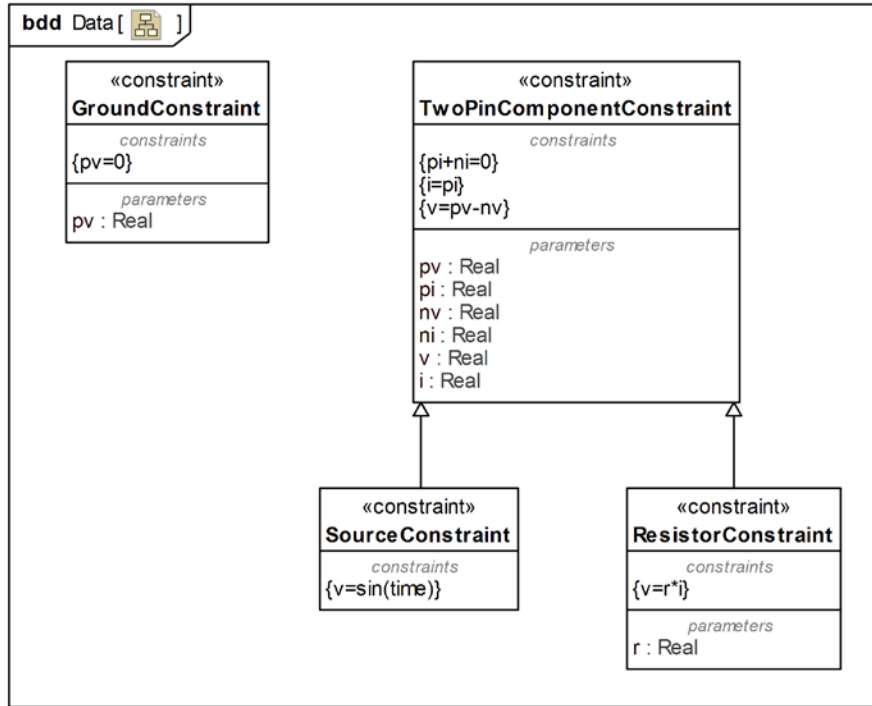 bdd Data[ ]
«constraint»
GroundConstraint
constraints
{pv=0}
parameters
pv : Real
«constraint»
TwoPinComponentConstraint
constraints
{pi+ni=0}
{i=pi}
{v=pv-nv}
parameters
pv : Real
pi : Real
nv : Real
ni : Real
v : Real
i : Real
«constraint»
SourceConstraint
constraints
{v=sin(time)}
«constraint»
ResistorConstraint
constraints
{v=r*i}
parameters
r : Real